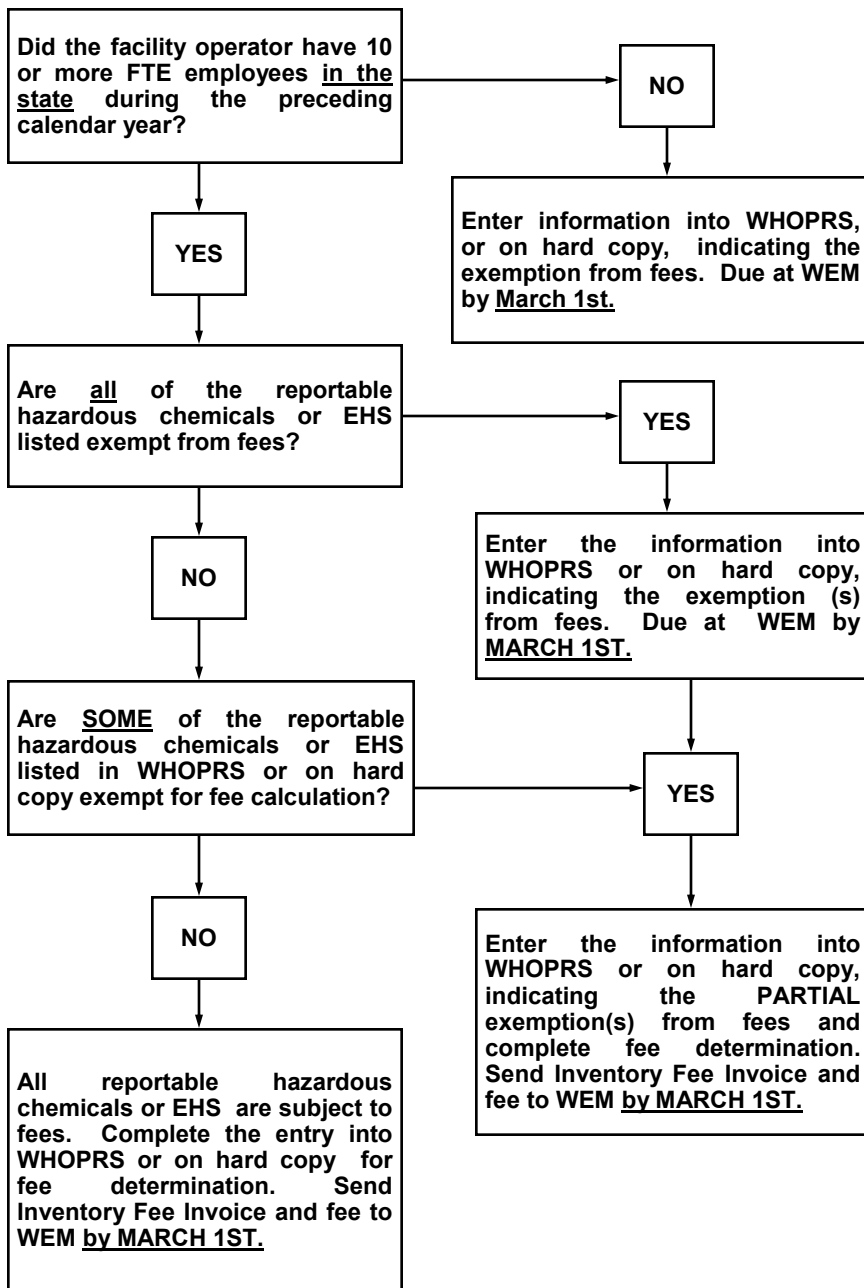 Did the facility operator have 10
or more FTE employees in the
state during the preceding
calendar year?
NO
Enter information into WHOPRS,
or on hard copy, indicating the
exemption from fees. Due at WEM
by March 1st.
YES
Are all of the reportable
hazardous chemicals or EHS
listed exempt from fees?
YES
Enter the information into
WHOPRS or on hard copy,
indicating the exemption (s)
from fees. Due at WEM by
MARCH 1ST.
NO
Are SOME of the reportable
hazardous chemicals or EHS
listed in WHOPRS or on hard
copy exempt for fee calculation?
YES
Enter the information into
WHOPRS or on hard copy,
indicating the PARTIAL
exemption(s) from fees and
complete fee determination.
Send Inventory Fee Invoice and
fee to WEM by MARCH 1ST.
NO
All reportable hazardous
chemicals or EHS are subject to
fees. Complete the entry into
WHOPRS or on hard copy for
fee determination. Send
Inventory Fee Invoice and fee to
WEM by MARCH 1ST.